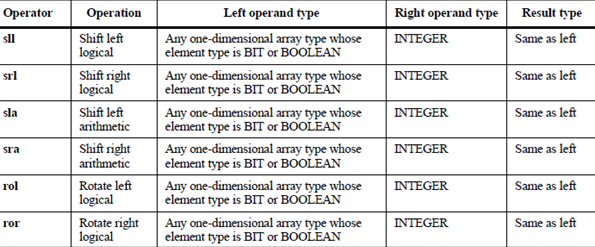 Operator Operation Left operand type Right operand type Result type
sll Shift left Any one-dimensional array type whose INTEGER Same as left
logical element type is BIT or BOOLEAN
srl Shift right Any one-dimensional array type whose INTEGER Same as left
logical element type is BIT or BOOLEAN
sla Shift left Any one-dimensional array type whose INTEGER Same as left
arithmetic element type is BIT or BOOLEAN
sra Shift right Any one-dimensional array type whose INTEGER Same as left
arithmetic element type is BIT or BOOLEAN
rol Rotate left Any one-dimensional array type whose INTEGER Same as left
logical element type is BIT or BOOLEAN
ror Rotate right Any one-dimensional array type whose INTEGER Same as left
logical element type is BIT or BOOLEAN